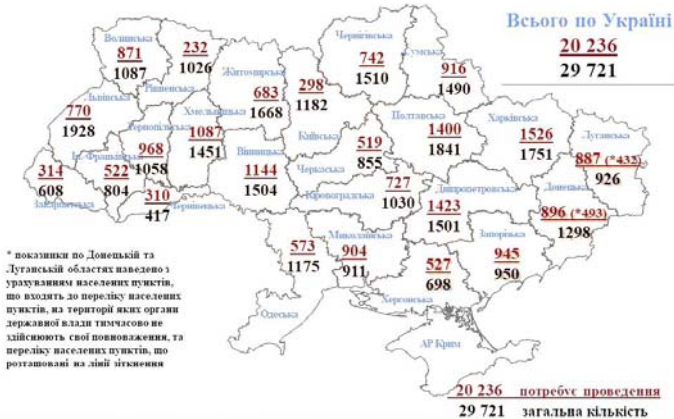 Всього по Україні
20 236
29 721
Волинська
871
1087
232
1026
Рівненська
Житомирська
683
1668
298
1182
Київська
Чернігівська
742
1510
Сумська
916
1490
Львівська
770
1928
Тернопільська
968
1058
Хмельницька
1087
1451
Вінницька
1144
1504
Черкаська
519
855
Полтавська
1400
1841
Харківська
1526
1751
Луганська
887 (*432)
926
Ів.-Франківська
522
804
314
608
Закарпатська
310
417
Чернівецька
Кіровоградська
727
1030
Дніпропетровська
1423
1501
Донецька
896 (*493)
1298
573
1175
Одеська
Миколаївська
904
911
Херсонська
527
698
Запорізька
945
950
АР Крим
* показники по Донецькій та
Луганській областях наведено з
урахуванням населених пунктів,
що входять до переліку населених
пунктів, на території яких органи
державної влади тимчасово не
здійснюють свої повноваження, та
переліку населених пунктів, що
розташовані на лінії зіткнення
20 236 потребує проведення
29 721 загальна кількість